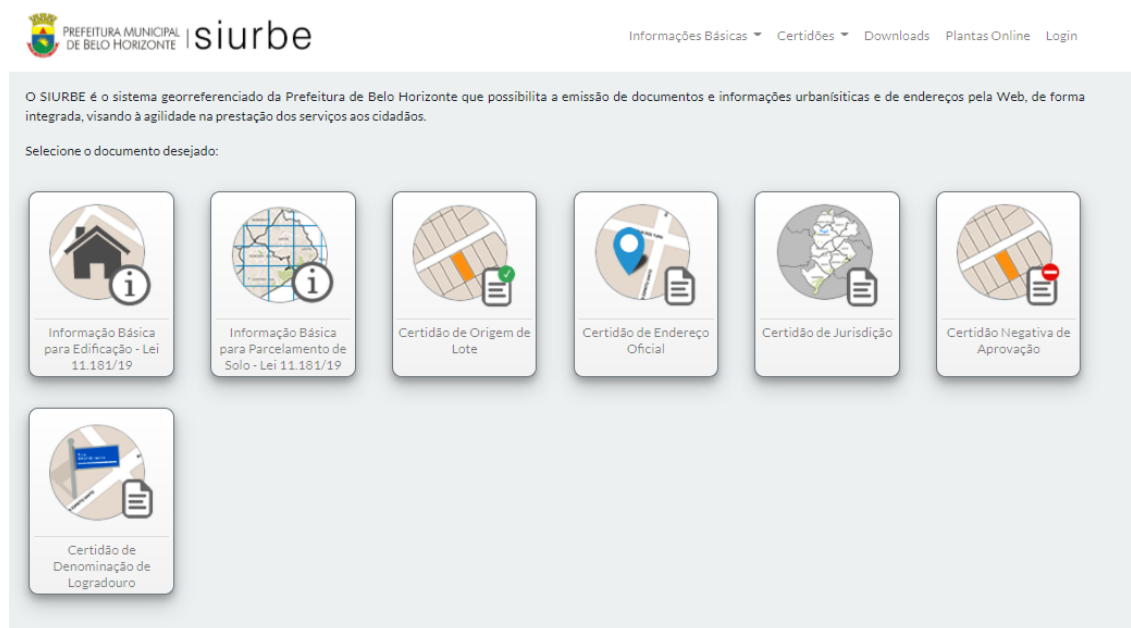 PREFEITURA MUNICIPAL
DE BELO HORIZONTE
siurbe
Informações Básicas Certidões Downloads Plantas Online Login
O SIURBE é o sistema georreferenciado da Prefeitura de Belo Horizonte que possibilita a emissão de documentos e informações urbanísiticas e de endereços pela Web, de forma
integrada, visando à agilidade na prestação dos serviços aos cidadãos.
Selecione o documento desejado:
Informação Básica
para Edificação - Lei
11.181/19
Informação Básica
para Parcelamento de
Solo - Lei 11.181/19
Certidão de Origem de
Lote
Certidão de Endereço
Oficial
Certidão de Jurisdição
Certidão Negativa de
Aprovação
Certidão de
Denominação de
Logradouro